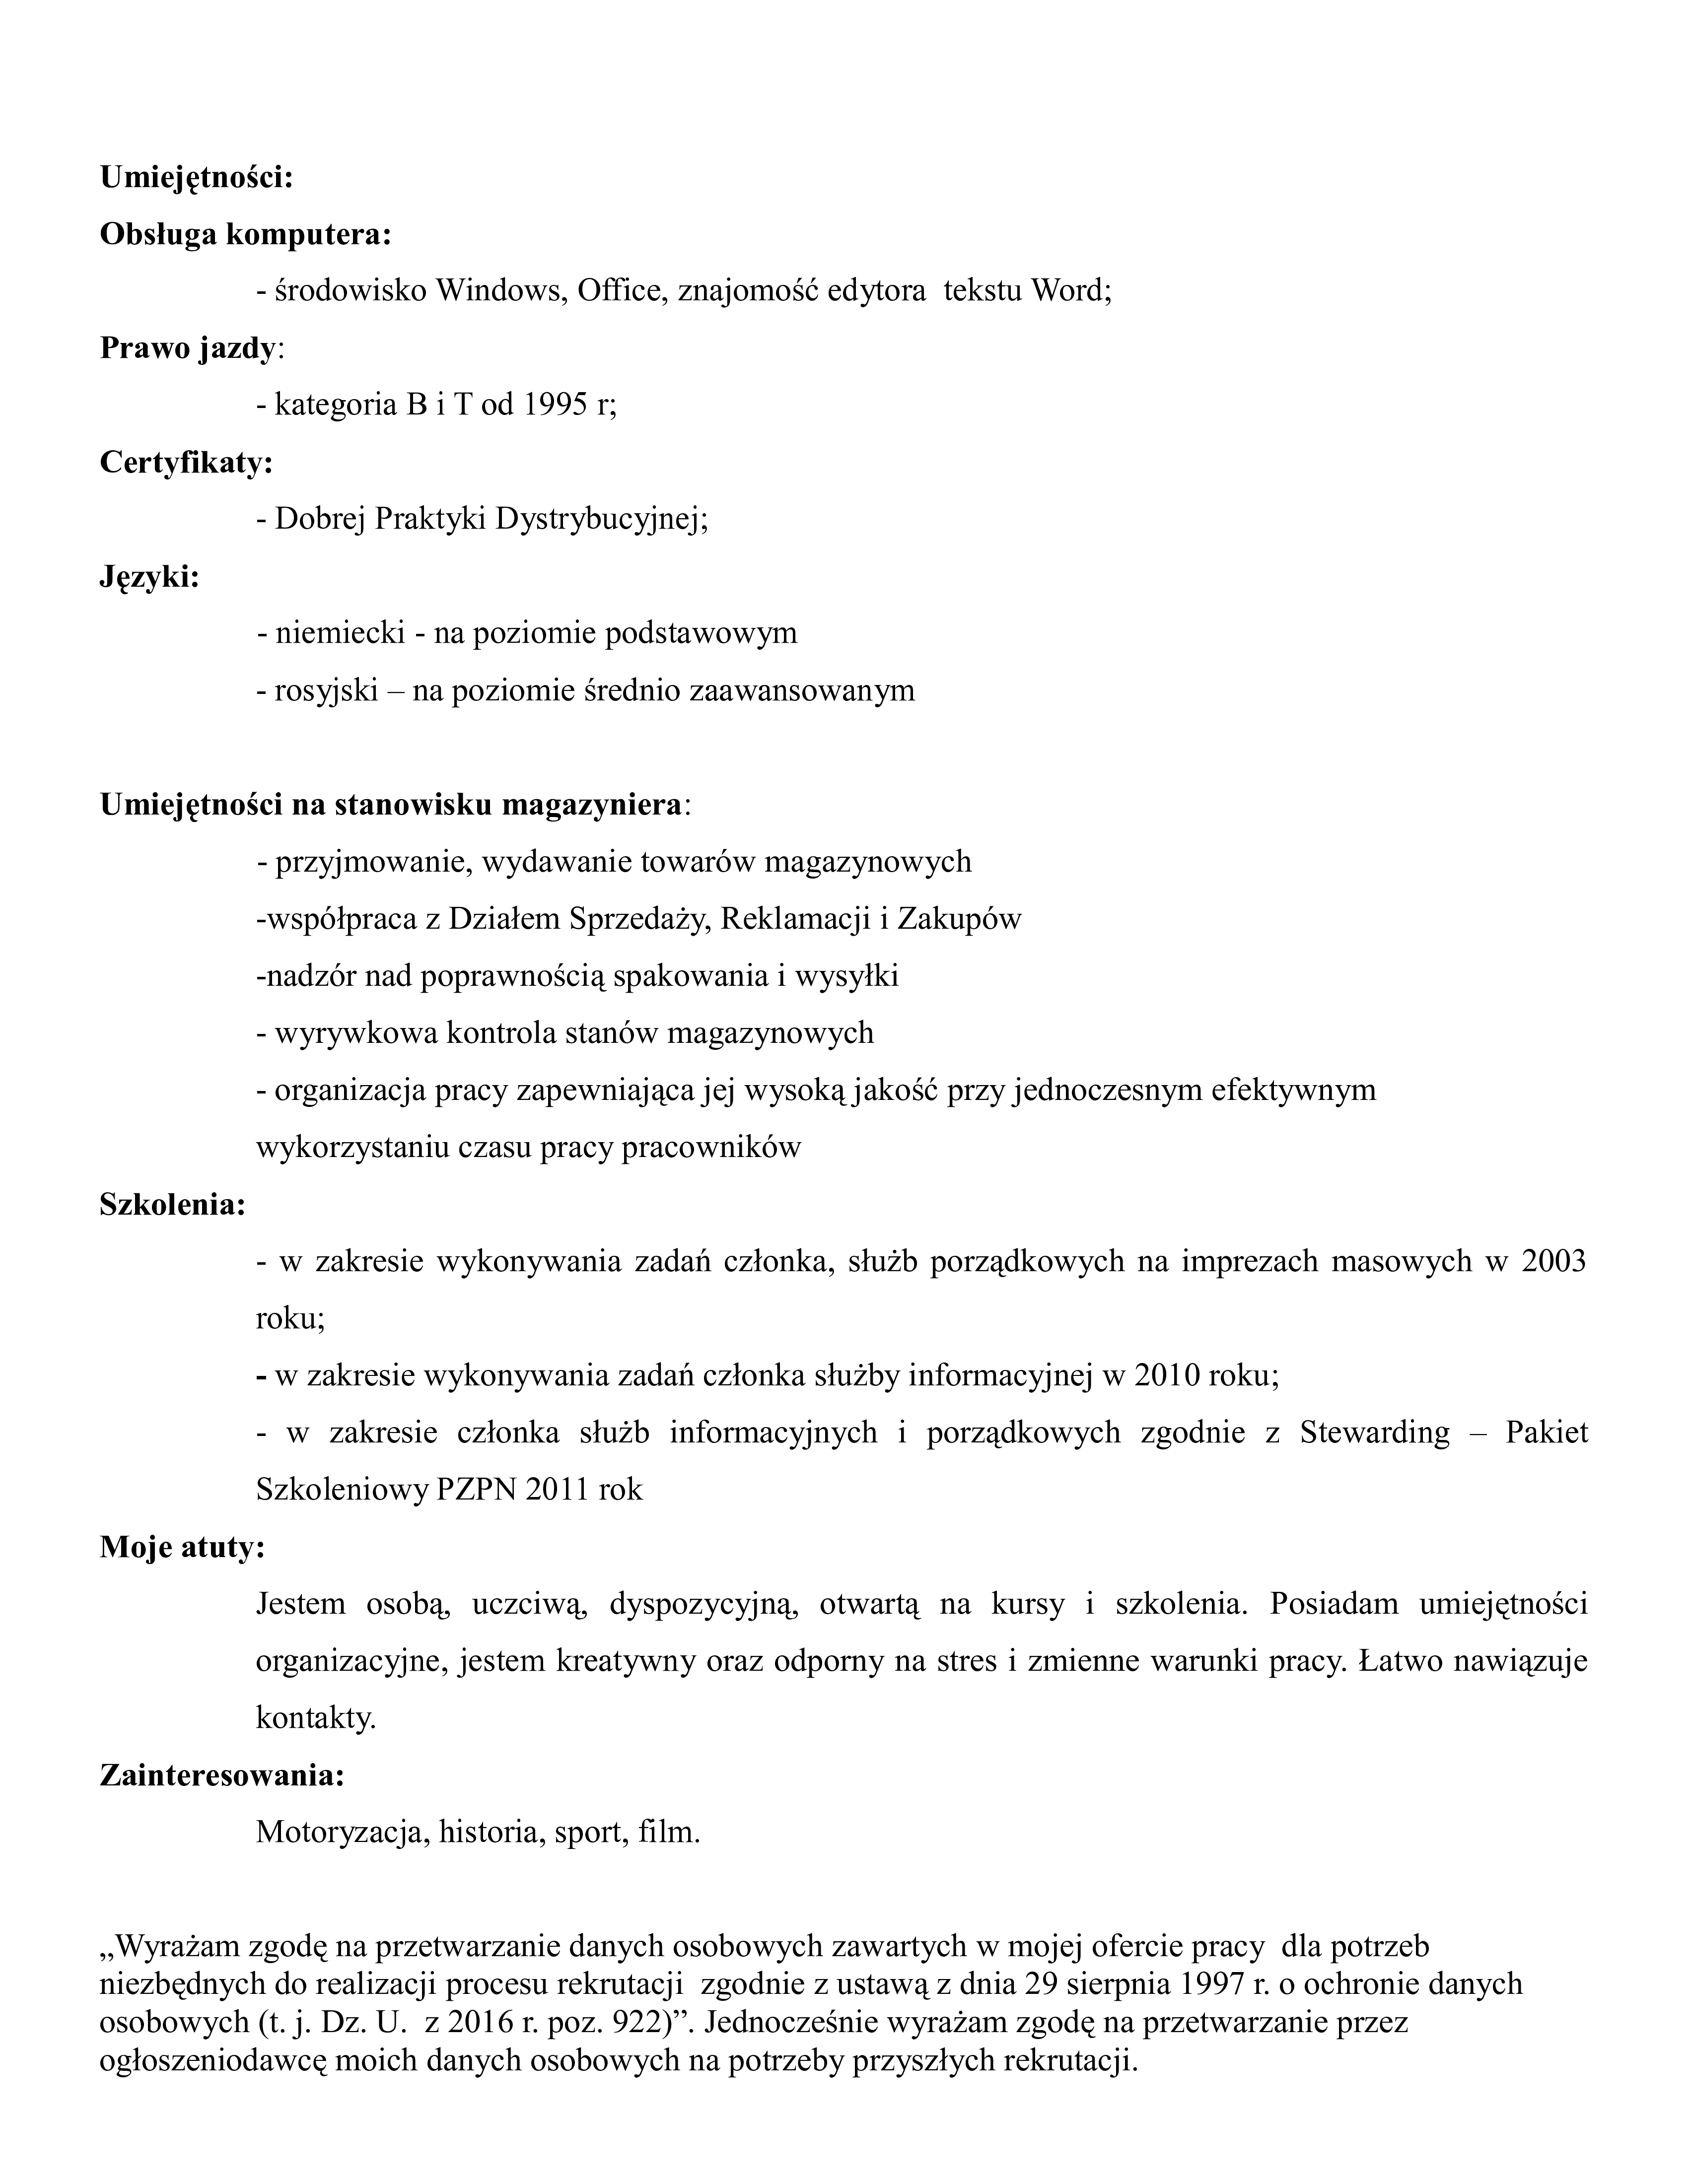 Umiejętności:
Obsługa komputera:
- środowisko Windows, Office, znajomość edytora  tekstu Word;
Prawo jazdy:
- kategoria B i T od 1995 r;
Certyfikaty:
- Dobrej Praktyki Dystrybucyjnej;
Języki:
- niemiecki - na poziomie podstawowym
- rosyjski – na poziomie średnio zaawansowanym
Umiejętności na stanowisku magazyniera:
- przyjmowanie, wydawanie towarów magazynowych
-współpraca z Działem Sprzedaży, Reklamacji i Zakupów
-nadzór nad poprawnością spakowania i wysyłki
- wyrywkowa kontrola stanów magazynowych
- organizacja pracy zapewniająca jej wysoką jakość przy jednoczesnym efektywnym
wykorzystaniu czasu pracy pracowników
Szkolenia:
- w zakresie wykonywania zadań członka, służb porządkowych na imprezach masowych w 2003
roku;
- w zakresie wykonywania zadań członka służby informacyjnej w 2010 roku;
- w zakresie członka służb informacyjnych i porządkowych zgodnie z Stewarding – Pakiet
Szkoleniowy PZPN 2011 rok
Moje atuty:
Jestem osobą, uczciwą, dyspozycyjną, otwartą na kursy i szkolenia. Posiadam umiejętności
organizacyjne, jestem kreatywny oraz odporny na stres i zmienne warunki pracy. Łatwo nawiązuje
kontakty.
Zainteresowania:
Motoryzacja, historia, sport, film.
„Wyrażam zgodę na przetwarzanie danych osobowych zawartych w mojej ofercie pracy  dla potrzeb
niezbędnych do realizacji procesu rekrutacji  zgodnie z ustawą z dnia 29 sierpnia 1997 r. o ochronie danych
osobowych (t. j. Dz. U.  z 2016 r. poz. 922)”. Jednocześnie wyrażam zgodę na przetwarzanie przez
ogłoszeniodawcę moich danych osobowych na potrzeby przyszłych rekrutacji.